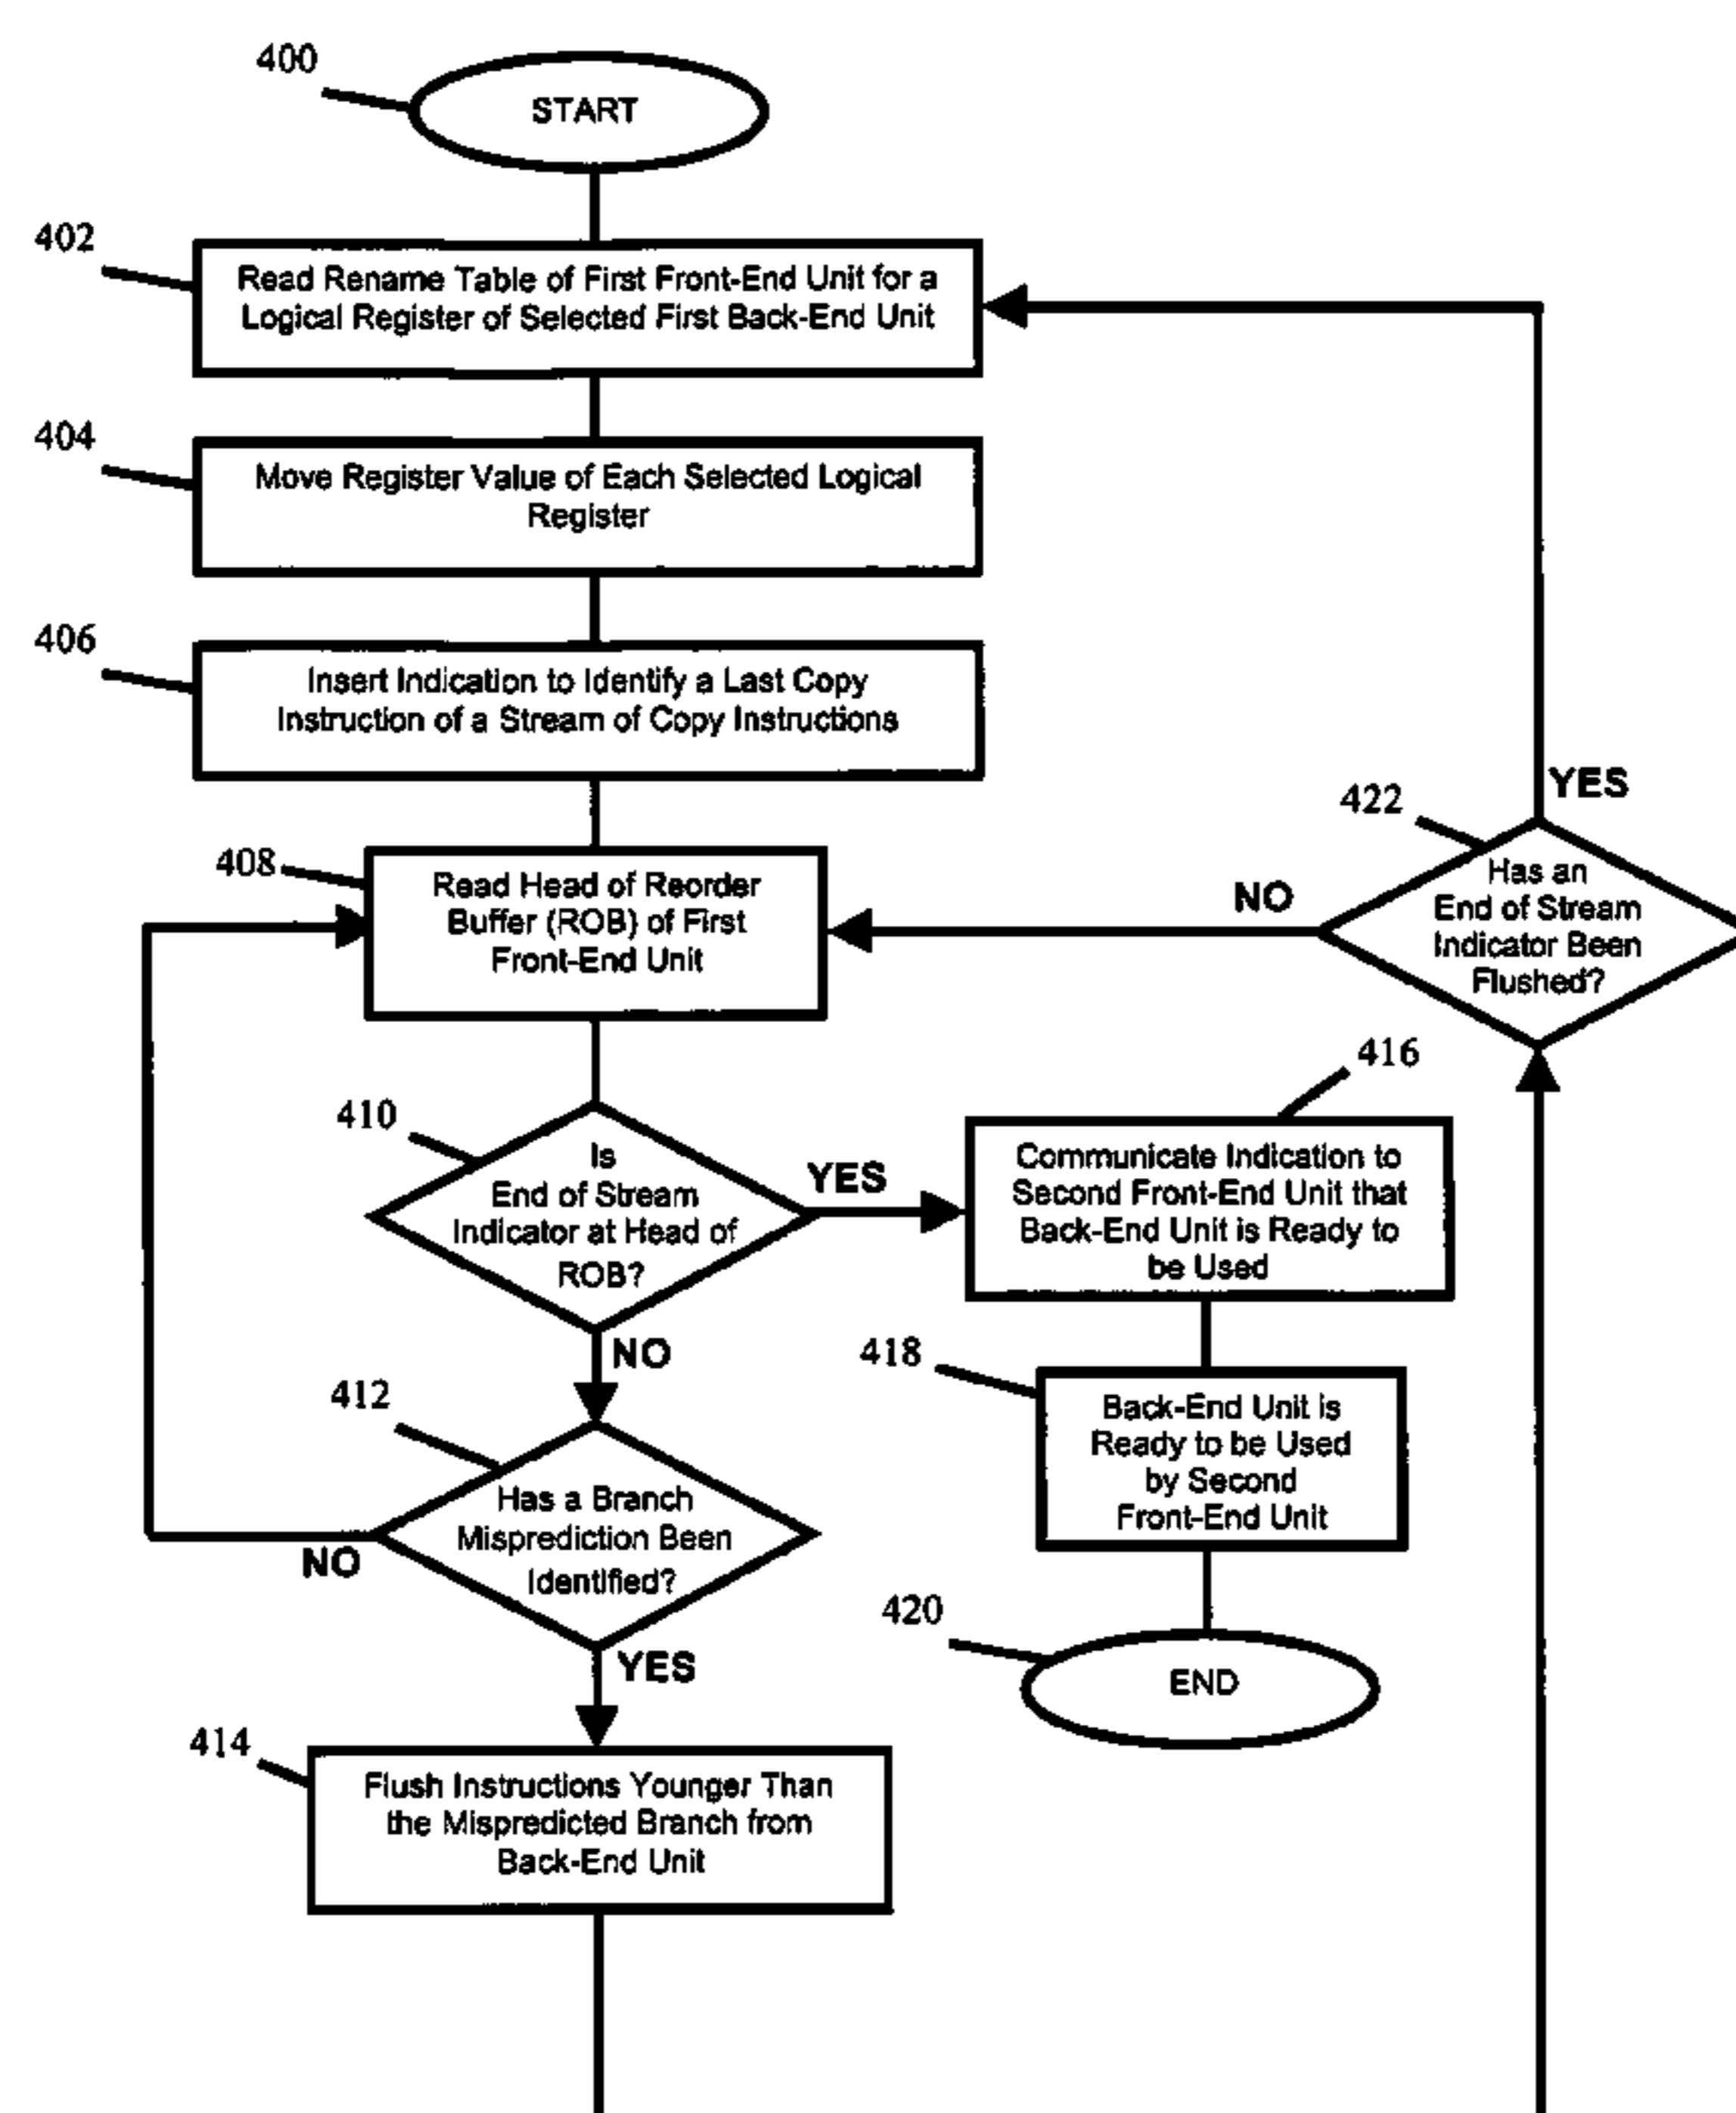 400
START
402
Read Rename Table of First Front-End Unit for a
Logical Register of Selected First Back-End Unit
404
Move Register Value of Each Selected Logical
Register
406
Insert Indication to Identify a Last Copy
Instruction of a Stream of Copy Instructions
408
Read Head of Reorder
Buffer (ROB) of First
Front-End Unit
422
YES
NO
Has an
End of Stream
Indicator Been
Flushed?
410
Is
End of Stream
Indicator at Head of
ROB?
YES
NO
416
Communicate Indication to
Second Front-End Unit that
Back-End Unit is Ready to
be Used
412
Has a Branch
Misprediction Been
Identified?
NO
YES
418
Back-End Unit is
Ready to be Used
by Second
Front-End Unit
420
END
414
Flush Instructions Younger Than
the Mispredicted Branch from
Back-End Unit